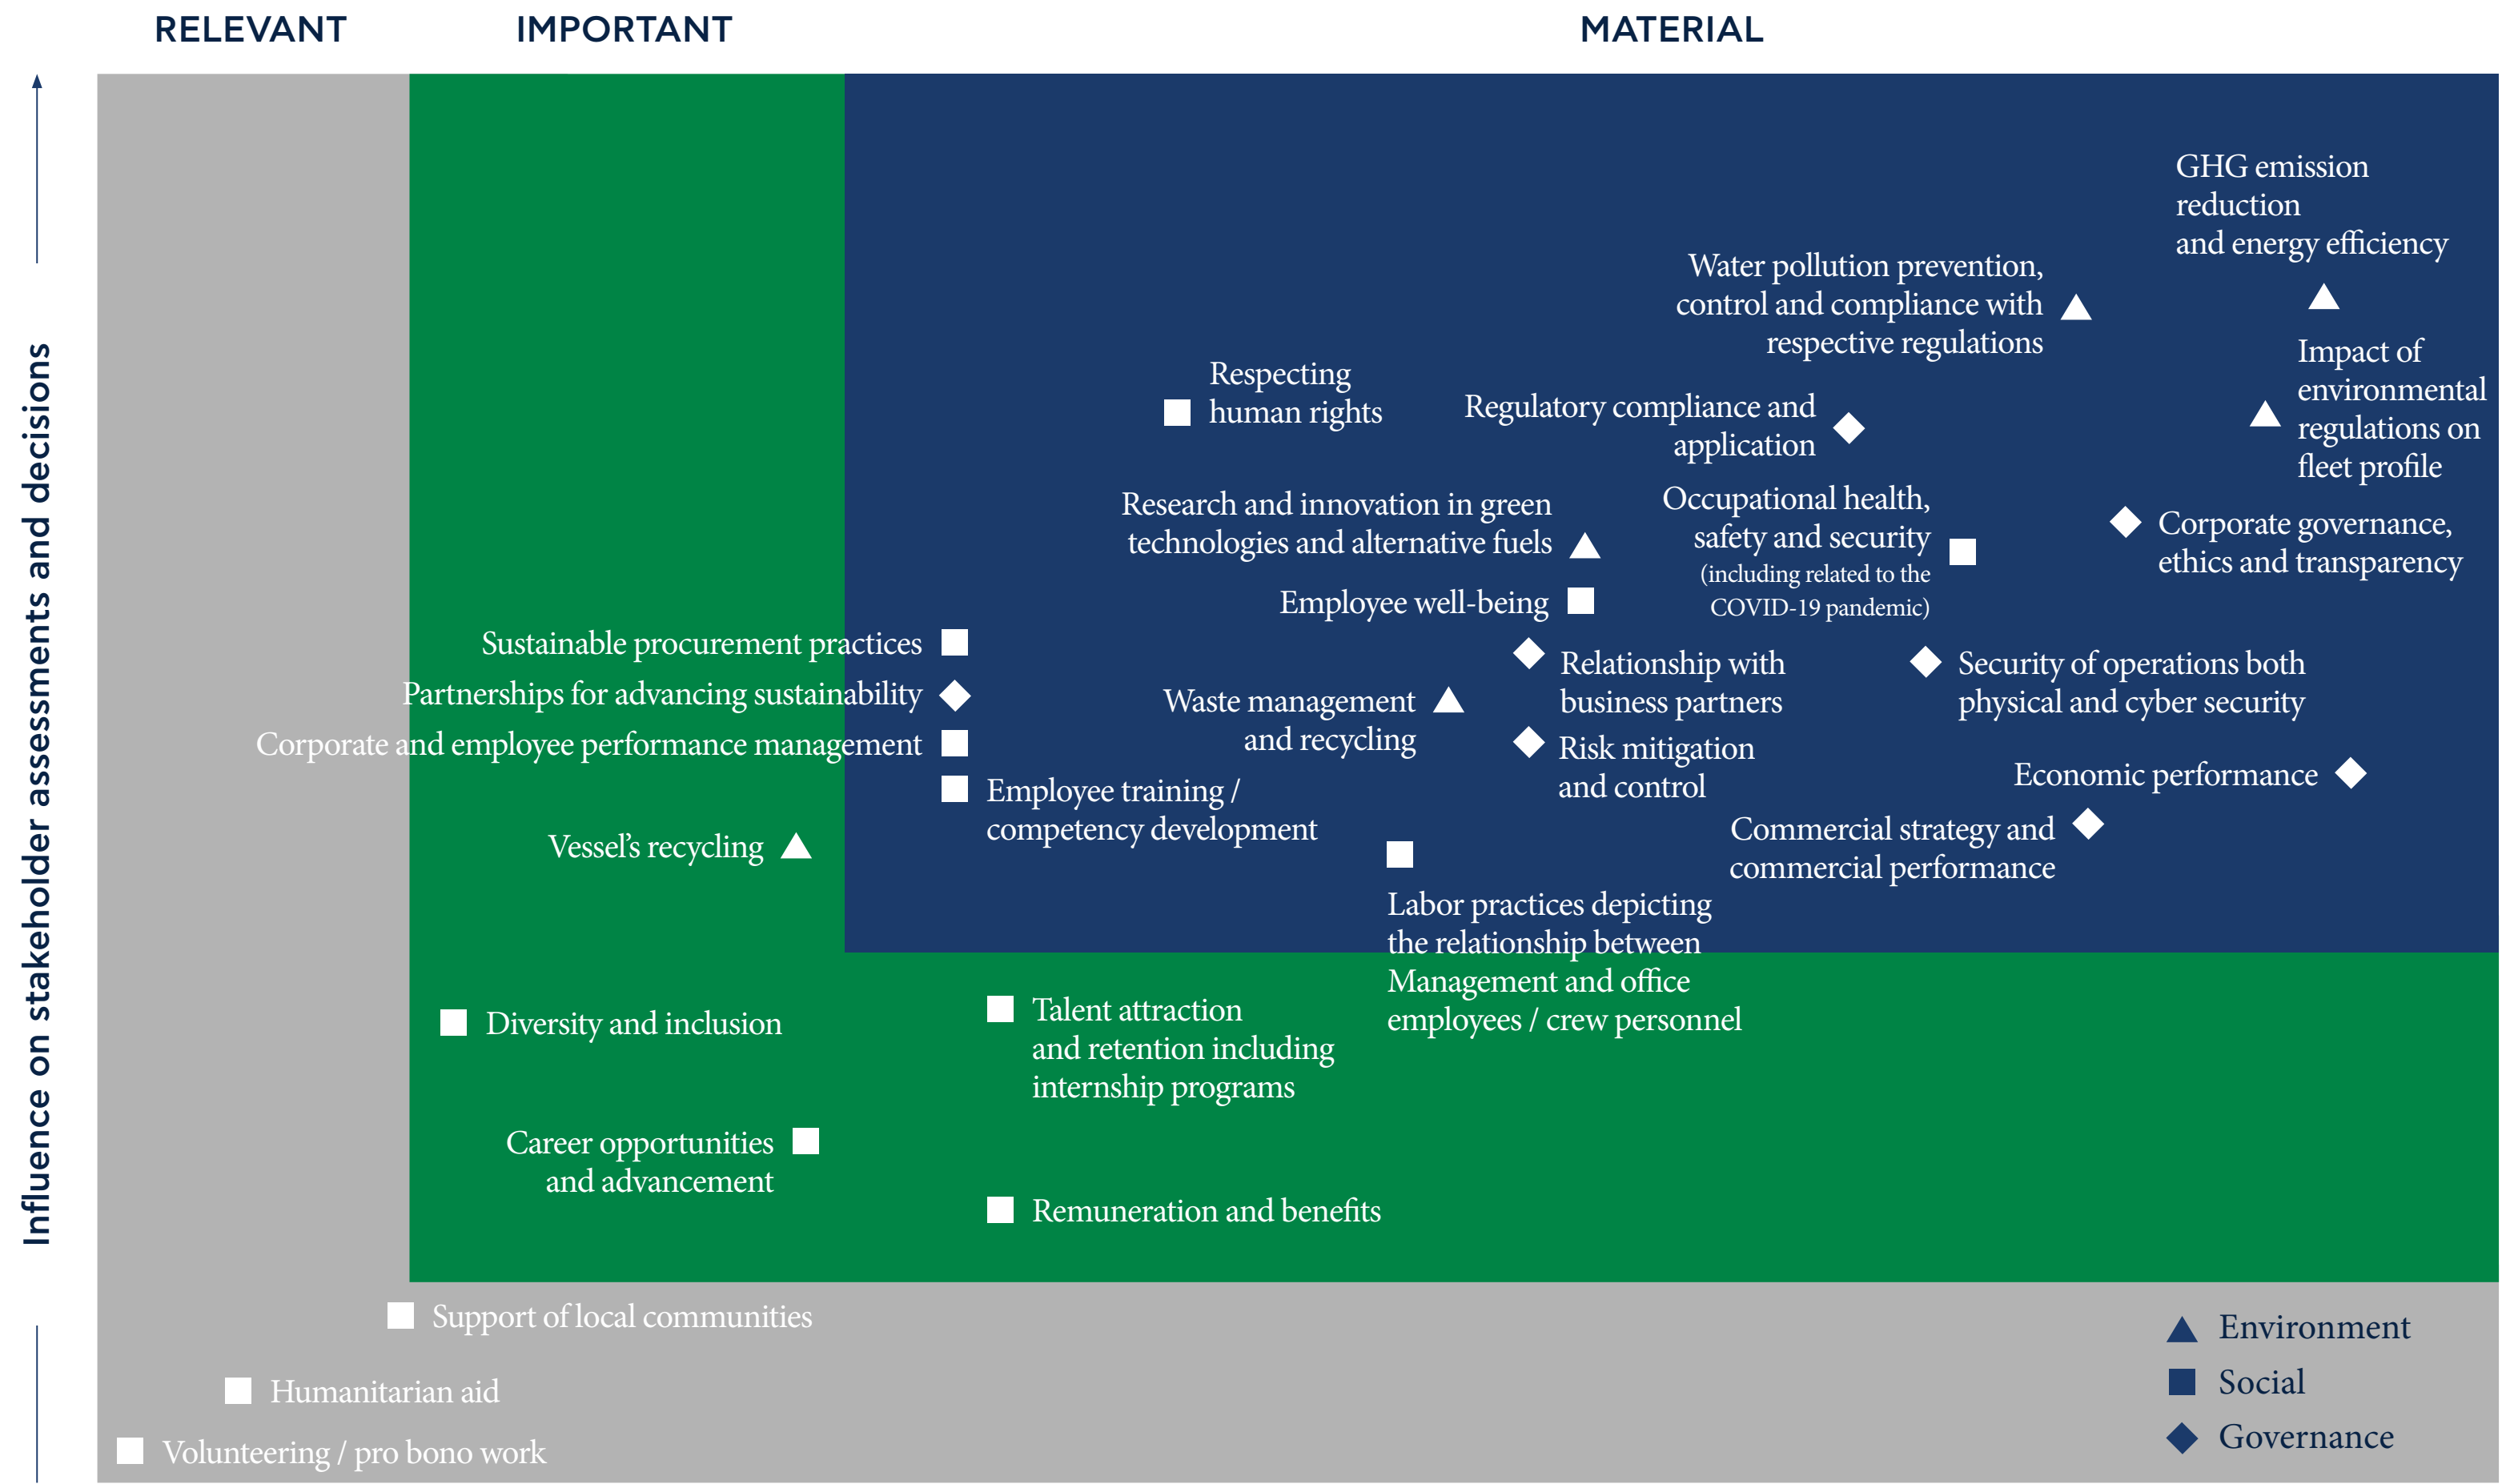 RELEVANT
IMPORTANT
MATERIAL
Influence on stakeholder assessments and decisions
GHG emission
reduction
and energy efficiency
Water pollution prevention,
control and compliance with
respective regulations
Impact of
environmental
regulations on
fleet profile
Respecting
human rights
Regulatory compliance and
application
Research and innovation in green
technologies and alternative fuels
Occupational health,
safety and security
(including related to the
COVID-19 pandemic)
Corporate governance,
ethics and transparency
Employee well-being
Sustainable procurement practices
Partnerships for advancing sustainability
Corporate and employee performance management
Relationship with
business partners
Security of operations both
physical and cyber security
Waste management
and recycling
Risk mitigation
and control
Employee training /
competency development
Economic performance
Commercial strategy and
commercial performance
Vessel’s recycling
Labor practices depicting
the relationship between
Management and office
employees / crew personnel
Diversity and inclusion
Talent attraction
and retention including
internship programs
Career opportunities
and advancement
Remuneration and benefits
Support of local communities
Humanitarian aid
Volunteering / pro bono work
Environment
Social
Governance